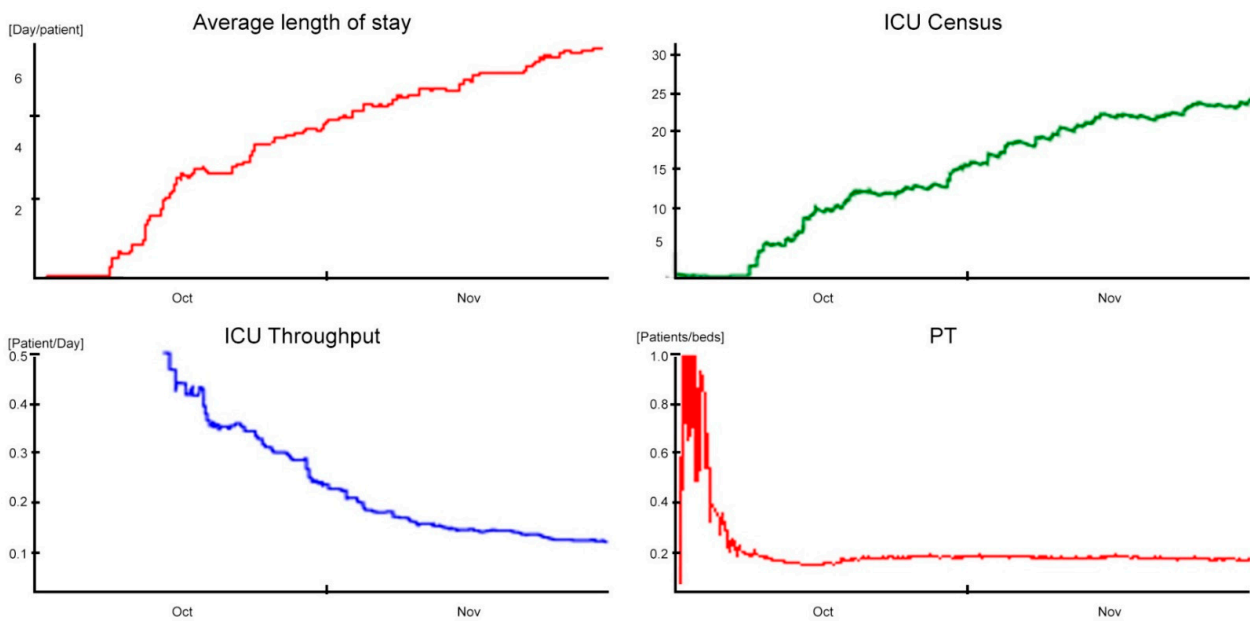 Average length of stay
[Day/patient]
6
4
2
Oct
Nov
ICU Census
30
25
20
15
10
5
Oct
Nov
ICU Throughput
[Patient/Day]
0.5
0.4
0.3
0.2
0.1
Oct
Nov
PT
[Patients/beds]
1.0
0.8
0.6
0.4
0.2
Oct
Nov